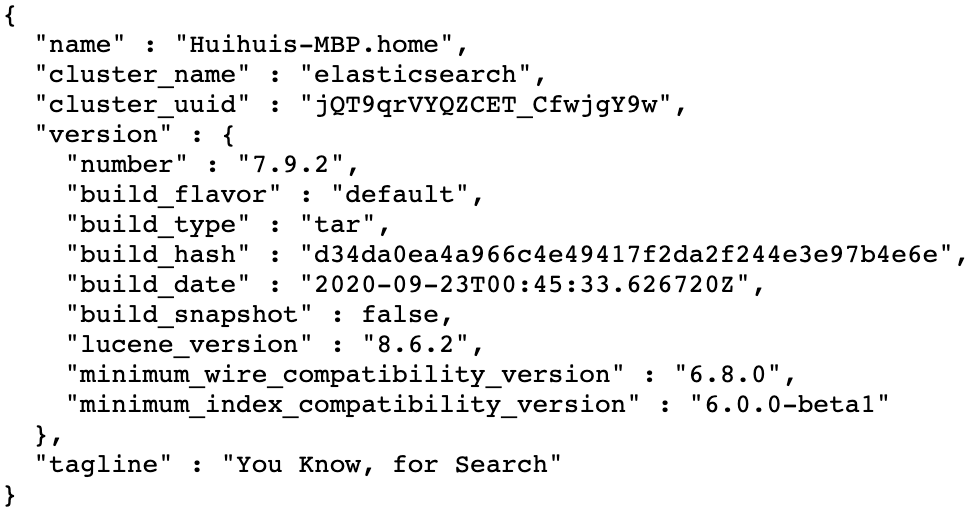 {
  "name" : "Huihuis-MBP.home",
  "cluster_name" : "elasticsearch",
  "cluster_uuid" : "jQT9qrVYQZCET_CfwjgY9w",
  "version" : {
    "number" : "7.9.2",
    "build_flavor" : "default",
    "build_type" : "tar",
    "build_hash" : "d34da0ea4a966c4e49417f2da2f244e3e97b4e6e",
    "build_date" : "2020-09-23T00:45:33.626720Z",
    "build_snapshot" : false,
    "lucene_version" : "8.6.2",
    "minimum_wire_compatibility_version" : "6.8.0",
    "minimum_index_compatibility_version" : "6.0.0-beta1"
  },
  "tagline" : "You Know, for Search"
}